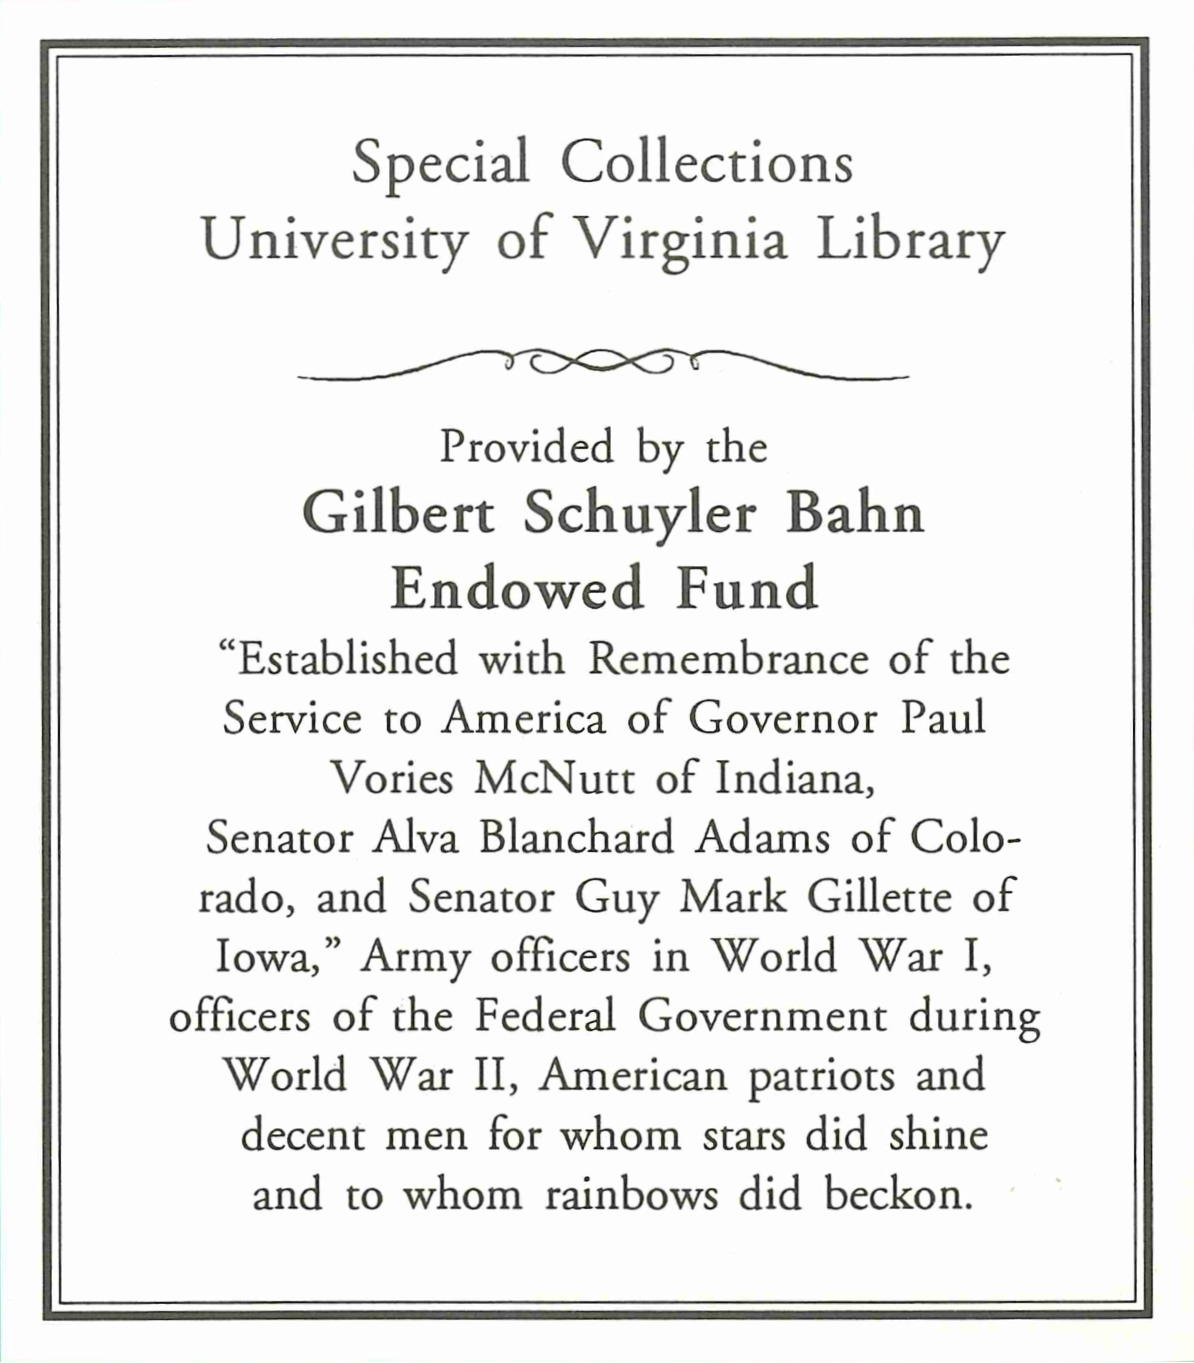 Special Collections
University of Virginia Library
Provided by the
Gilbert Schuyler Bahn
Endowed Fund
“Established with Remembrance of the
Service to America of Governor Paul
Vories McNutt of Indiana,
Senator Alva Blanchard Adams of Colo-
rado, and Senator Guy Mark Gillette of
Iowa,” Army officers in World War I,
officers of the Federal Government during
World War II, American patriots and
decent men for whom stars did shine
and to whom rainbows did beckon.